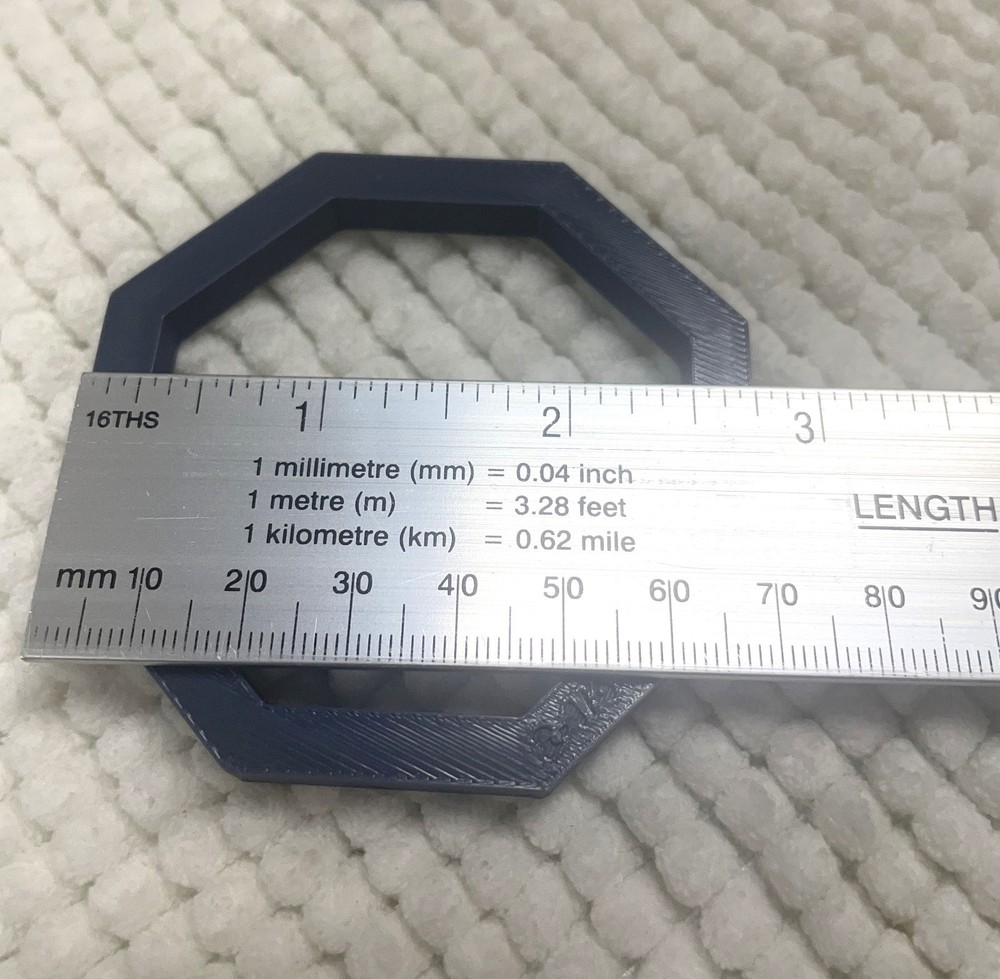 16THS 1 2 3
1 millimetre (mm) = 0.04 inch
1 metre (m) = 3.28 feet
LENGTH
1 kilometre (km) = 0.62 mile
mm 10 20 30 40 50 60 70 80 90